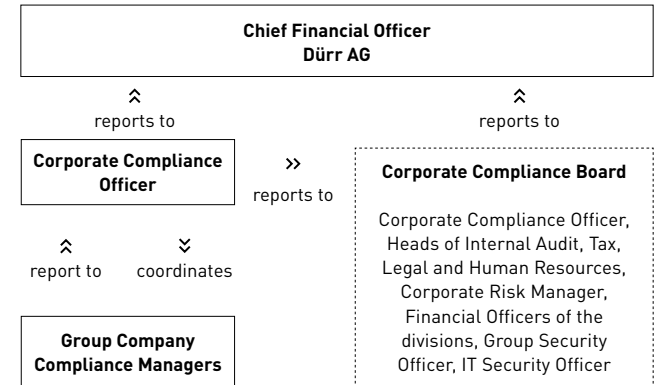 Chief Financial Officer
Dürr AG
reports to
reports to
Corporate Compliance
Officer
reports to
Corporate Compliance Board
Corporate Compliance Officer,
Heads of Internal Audit, Tax,
Legal and Human Resources,
Corporate Risk Manager,
Financial Officers of the
divisions, Group Security
Officer, IT Security Officer
report to
coordinates
Group Company
Compliance Managers